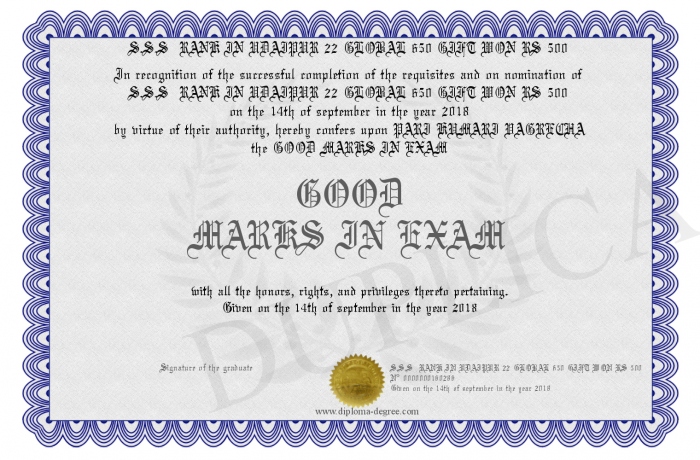 SSS RANK IN UDAIPUR 22 GLOBAL 650 GIFT WON RS 500
In recognition of the successful completion of the requisites and on nomination of
SSS RANK IN UDAIPUR 22 GLOBAL 650 GIFT WON RS 500
on the 14th of september in the year 2018
by virtue of their authority, hereby confers upon PARI KUMARI VAGRECHA
the GOOD MARKS IN EXAM
GOOD
MARKS IN EXAM
with all the honors, rights, and privileges thereto pertaining.
Given on the 14th of september in the year 2018
DUPLICA
Signature of the graduate
SSS RANK IN UDAIPUR 22 GLOBAL 650 GIFT WON RS 500
Given on the 14th of september in the year 2018
www.diploma-degree.com